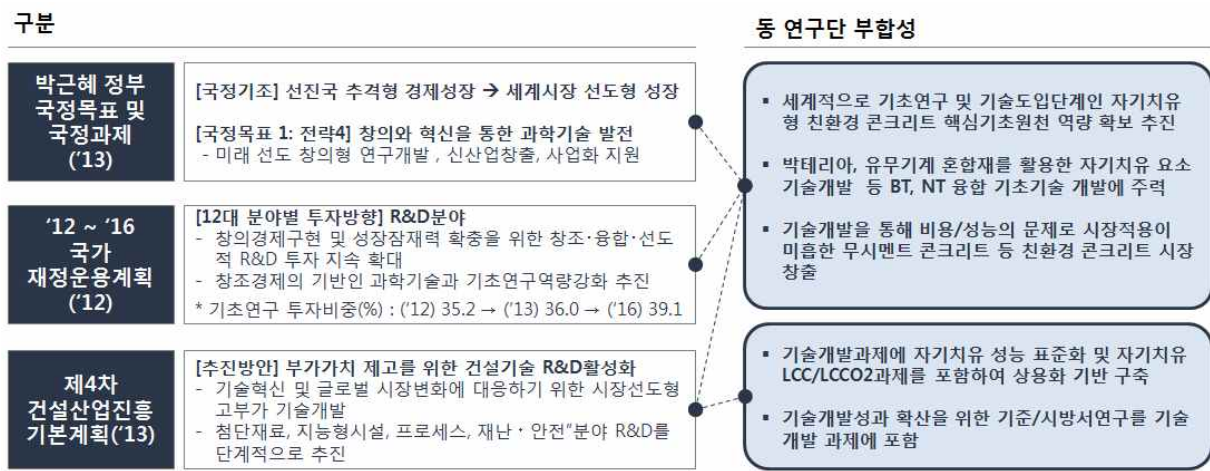 구분
박근혜 정부
국정목표 및
국정과제
('13)
[국정기조] 선진국 추격형 경제성장 → 세계시장 선도형 성장
[국정목표 1: 전략4] 창의와 혁신을 통한 과학기술 발전
- 미래 선도 창의형 연구개발 , 신산업창출, 사업화 지원
'12 ~ '16
국가
재정운용계획
('12)
[12대 분야별 투자방향] R&D분야
- 창의경제구현 및 성장잠재력 확충을 위한 창조·융합·선도
적 R&D 투자 지속 확대
- 창조경제의 기반인 과학기술과 기초연구역량강화 추진
* 기초연구 투자비중(%) : ('12) 35.2 → ('13) 36.0 → ('16) 39.1
제4차
건설산업진흥
기본계획('13)
[추진방안] 부가가치 제고를 위한 건설기술 R&D활성화
- 기술혁신 및 글로벌 시장변화에 대응하기 위한 시장선도형
고부가 기술개발
- 첨단재료, 지능형시설, 프로세스, 재난·안전"분야 R&D를
단계적으로 추진
동 연구단 부합성
▪ 세계적으로 기초연구 및 기술도입단계인 자기치유
형 친환경 콘크리트 핵심기초원천 역량 확보 추진
▪ 박테리아, 유무기계 혼합재를 활용한 자기치유 요소
기술개발 등 BT, NT 융합 기초기술 개발에 주력
▪ 기술개발을 통해 비용/성능의 문제로 시장적용이
미흡한 무시멘트 콘크리트 등 친환경 콘크리트 시장
창출
▪ 기술개발과제에 자기치유 성능 표준화 및 자기치유
LCC/LCCO2과제를 포함하여 상용화 기반 구축
▪ 기술개발성과 확산을 위한 기준/시방서연구를 기술
개발 과제에 포함